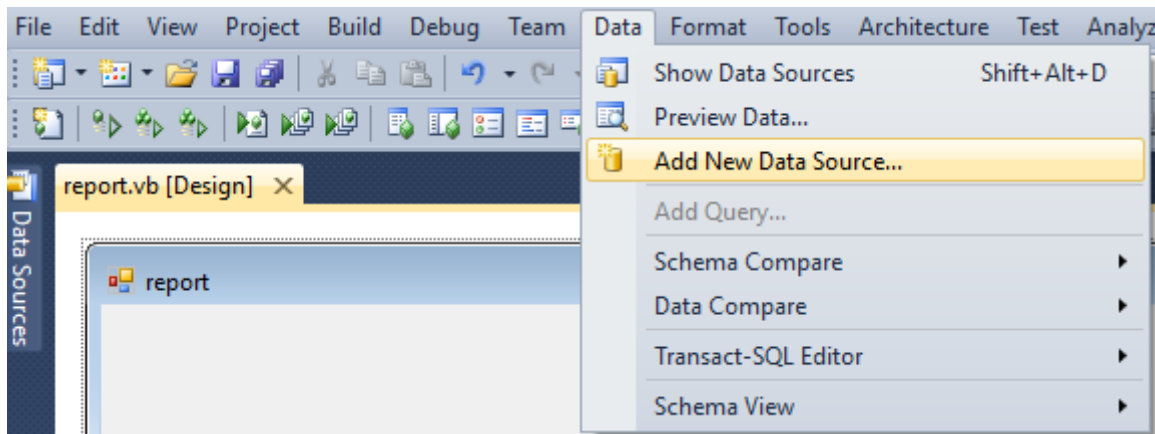 File Edit View Project Build Debug Team Data Format Tools Architecture Test Analyz
Show Data Sources Shift+Alt+D
Preview Data...
Add New Data Source...
Add Query...
Schema Compare
Data Compare
Transact-SQL Editor
Schema View
report.vb [Design]
Data Sources
report